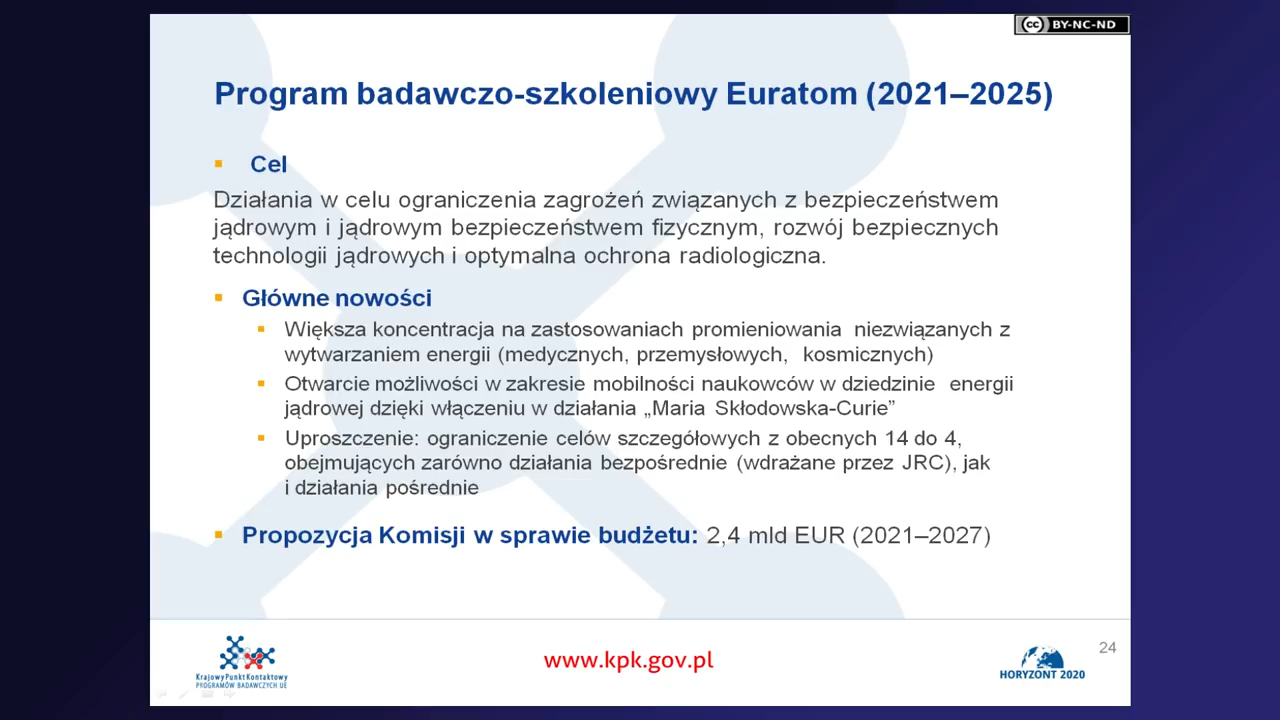 cc BY-NC-ND
Program badawczo-szkoleniowy Euratom (2021–2025)
Cel
Działania w celu ograniczenia zagrożeń związanych z bezpieczeństwem
jądrowym i jądrowym bezpieczeństwem fizycznym, rozwój bezpiecznych
technologii jądrowych i optymalna ochrona radiologiczna.
Główne nowości
Większa koncentracja na zastosowaniach promieniowania niezwiązanych z
wytwarzaniem energii (medycznych, przemysłowych, kosmicznych)
Otwarcie możliwości w zakresie mobilności naukowców w dziedzinie energii
jądrowej dzięki włączeniu w działania „Maria Skłodowska-Curie”
Uproszczenie: ograniczenie celów szczegółowych z obecnych 14 do 4,
obejmujących zarówno działania bezpośrednie (wdrażane przez JRC), jak
i działania pośrednie
Propozycja Komisji w sprawie budżetu: 2,4 mld EUR (2021–2027)
Krajowy Punkt Kontaktowy
PROGRAMÓW BADAWCZYCH UE
www.kpk.gov.pl
HORYZONT 2020
24